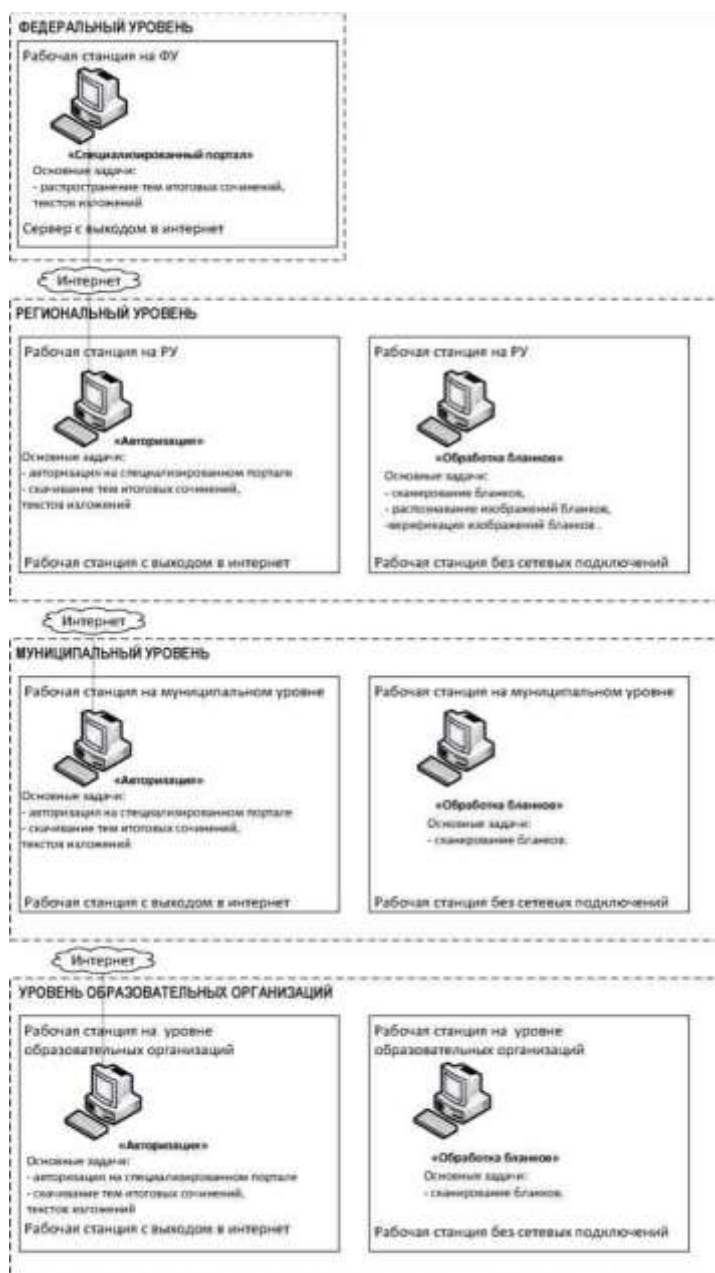 ФЕДЕРАЛЬНЫЙ УРОВЕНЬ
Рабочая станция на ФУ
«Специализированный портал»
Основные задачи:
- распространение тем итоговых сочинений,
текстов изложений
Сервер с выходом в интернет
Интернет
РЕГИОНАЛЬНЫЙ УРОВЕНЬ
Рабочая станция на РУ
«Авторизация»
Основные задачи:
- авторизация на специализированном портале
- скачивание тем итоговых сочинений,
текстов изложений
Рабочая станция с выходом в интернет
Рабочая станция на РУ
«Обработка бланков»
Основные задачи:
- сканирование бланков,
- распознавание изображений бланков,
-верификация изображений бланков .
Рабочая станция без сетевых подключений
Интернет
МУНИЦИПАЛЬНЫЙ УРОВЕНЬ
Рабочая станция на муниципальном уровне
«Авторизация»
Основные задачи:
- авторизация на специализированном портале
- скачивание тем итоговых сочинений,
текстов изложений
Рабочая станция с выходом в интернет
Рабочая станция на муниципальном уровне
«Обработка бланков»
Основные задачи:
- сканирование бланков.
Рабочая станция без сетевых подключений
Интернет
УРОВЕНЬ ОБРАЗОВАТЕЛЬНЫХ ОРГАНИЗАЦИЙ
Рабочая станция на уровне
образовательных организаций
«Авторизация»
Основные задачи:
- авторизация на специализированном портале
- скачивание тем итоговых сочинений,
текстов изложений
Рабочая станция с выходом в интернет
Рабочая станция на уровне
образовательных организаций
«Обработка бланков»
Основные задачи:
- сканирование бланков.
Рабочая станция без сетевых подключений